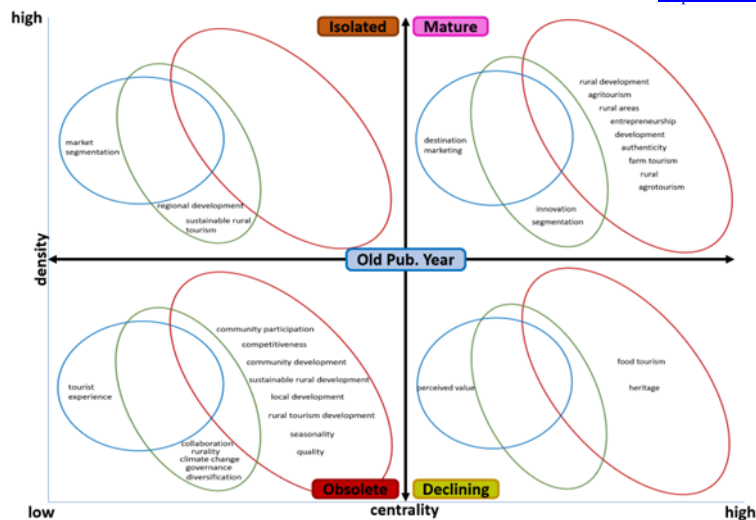 high
Isolated
Mature
market
segmentation
regional development
sustainable rural
tourism
rural development
agritourism
rural areas
entrepreneurship
development
authenticity
farm tourism
rural
agrotourism
destination
marketing
innovation
segmentation
density
Old Pub. Year
community participation
competitiveness
community development
sustainable rural development
local development
rural tourism development
seasonality
quality
tourist
experience
collaboration
rurality
climate change
governance
diversification
food tourism
heritage
perceived value
Obsolete
Declining
low
centrality
high